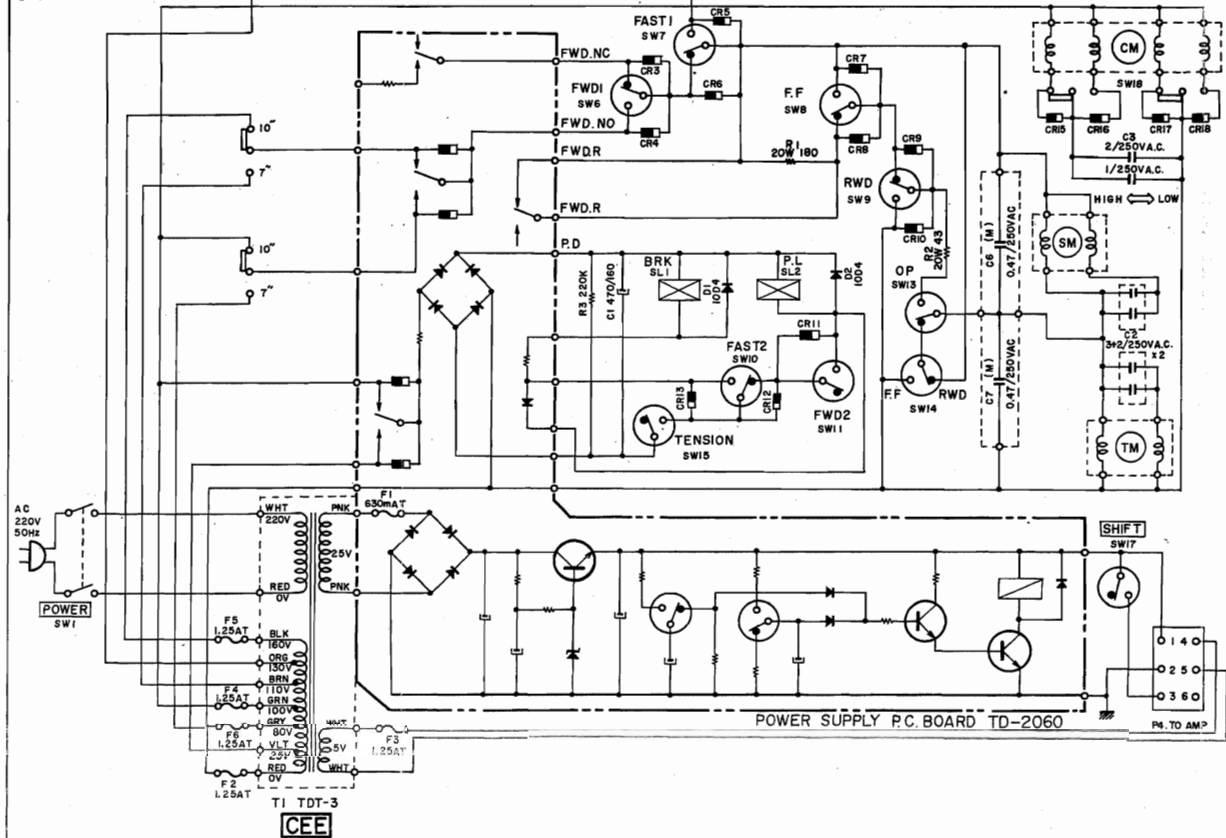 CR5
FAST1
SW7
FWD.NC
CR3
FWD1
SW6
CR6
FWD.NO
CR4
FWD.R
FWD.R
P.D
CR7
F.F
SW8
CR8
R1
20W 180
CR9
RWD
SW9
CR10
R2
20W 43
OP
SW13
F.F
RWD
SW14
CM
SW18
CR15
CR16
CR17
CR18
C3
2/250VA.C.
1/250VA.C.
HIGH ⇔ LOW
SM
C6 (M)
0.47/250VAC
C7 (M)
0.47/250VAC
C2
3+2/250VA.C.
x2
TM
10"
7"
10"
7"
R3 220K
C1 470/160
BRK
SL1
D1
10D4
P.L
SL2
D2
10D4
CR11
FAST2
SW10
CR13
CR12
FWD2
SW11
TENSION
SW15
AC
220V
50Hz
POWER
SW1
WHT
220V
RED
0V
PNK
25V
PNK
F1
630mAT
F5
1.25AT
BLK
160V
ORG
130V
BRN
110V
F4
1.25AT
GRN
100V
GRY
80V
F6
1.25AT
VLT
25V
RED
0V
F2
1.25AT
5V
WHT
F3
1.25AT
T1 TDT-3
CEE
SHIFT
SW17
1 4
2 5
3 6
P4. TO AMP
POWER SUPPLY P.C. BOARD TD-2060